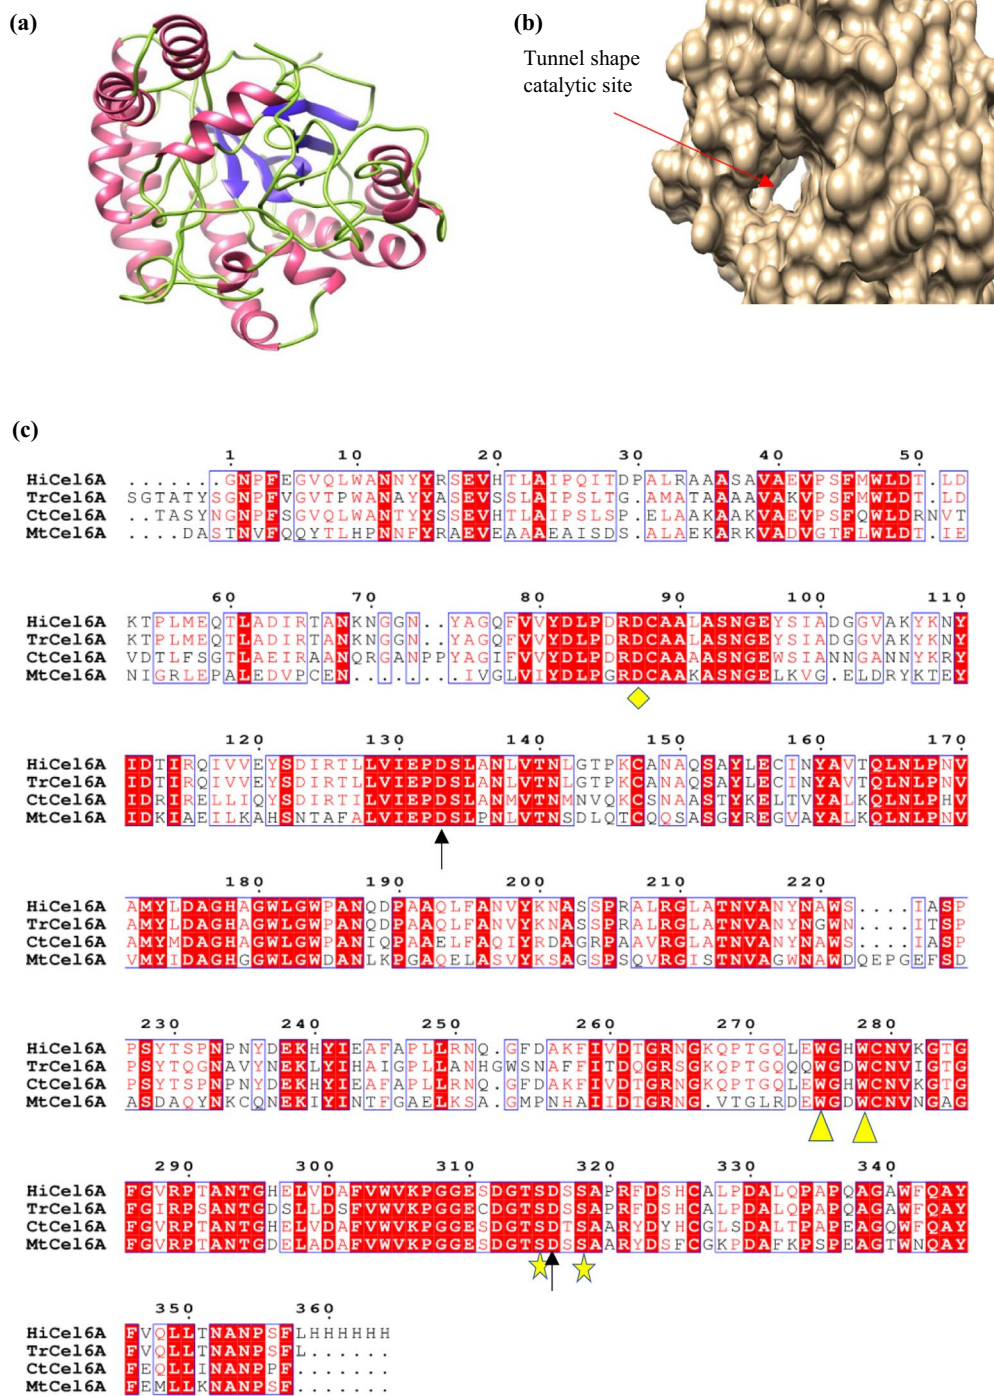 (a)
(b)
Tunnel shape
catalytic site
(c)
1 10 20 30 40 50
HiCel6A .......GNPFEGVQLWANNYYRSEVHTLAIPQITDPALRAAASAVAEVPSFMWLDT.LD
TrCel6A SGTATYSGNPFVGVTPWANAYYASEVSSLAIPSLTG.AMATAAAAVAKVPSFMWLDT.LD
CtCel6A ..TASYNGNPFSGVQLWANTYYSSEVHTLAIPSLSP.ELAAKAAKVAEVPSFQWLDRNVT
MtCel6A ....DASTNVFQQYTLHPNNFYRAEVEAAAEAISDS.ALAEKARKVADVGTFLWLDT.IE
60 70 80 90 100 110
HiCel6A KTPLMEQTLADIRTANKNGGN..YAGQFVVYDLPDRDCAALASNGEYSIADGGVAKYKNY
TrCel6A KTPLMEQTLADIRTANKNGGN..YAGQFVVYDLPDRDCAALASNGEYSIADGGVAKYKNY
CtCel6A VDTLFSGTLAEIRAANQRGANPPYAGIFVVYDLPDRDCAAAASNGEWSIANNGANNYKRY
MtCel6A NIGRLEPALEDVPCEN......IVGLVIYDLPGRDCAAKASNGELKVG.ELDRYKTEY
120 130 140 150 160 170
HiCel6A IDTIRQIVVEYSDIRTLLVIEPDSLANLVTNLGTPKCANAQSAYLECINYAVTQLNLPNV
TrCel6A IDTIRQIVVEYSDIRTLLVIEPDSLANLVTNLGTPKCANAQSAYLECINYAVTQLNLPNV
CtCel6A IDRIRELLIQYSDIRTILVIEPDSLANMVTNMNVQKCSNAASTYKELTVYALKQLNLPHV
MtCel6A IDKIAEILKAHSNTAFALVIEPDSLPNLVTNSDLQTCQQSASGYREGVAYALKQLNLPNV
180 190 200 210 220
HiCel6A AMYLDAGHAGWLGWPANQDPAAQLFANVYKNASSPRALRGLATNVANYNAWS....IASP
TrCel6A AMYLDAGHAGWLGWPANQDPAAQLFANVYKNASSPRALRGLATNVANYNGWN....ITSP
CtCel6A AMYMDAGHAGWLGWPANIQPAAELFAQIYRDAGRPAAVRGLATNVANYNAWS....IASP
MtCel6A VMYIDAGHGGWLGWDANLKPGAQELASVYKSAGSPSQVRGISTNVAGWNAWDQEPGEFSD
230 240 250 260 270 280
HiCel6A PSYTSPNPNYDEKHYIEAFAPLLRNQ.GFDAKFIVDTGRNGKQPTGQLEWGHWCNVKGTG
TrCel6A PSYTQGNAVYNEKLYIHAIGPLLANHGWSNAFFITDQGRSGKQPTGQQQWGDWCNVIGTG
CtCel6A PSYTSPNPNYDEKHYIEAFAPLLRNQ.GFDAKFIVDTGRNGKQPTGQLEWGDWCNVKGTG
MtCel6A ASDAQYNKCQNEKIYINTFGAELKSA.GMPNHAIIDTGRNG.VTGLRDEWGDWCNVNGAG
290 300 310 320 330 340
HiCel6A FGVRPTANTGHELVDAFVWVKPGGESDGTSDSSAPRFDSHCALPDALQPAPQAGAWFQAY
TrCel6A FGIRPSANTGDSLLDSFVWVKPGGECDGTSDSSAPRFDSHCALPDALQPAPQAGAWFQAY
CtCel6A FGVRPTANTGHELVDAFVWVKPGGESDGTSDTSAARYDYHCGLSDALTPAPEAGQWFQAY
MtCel6A FGVRPTANTGDELADAFVWVKPGGESDGTSDSSAARYDSFCGKPDAFKPSPEAGTWNQAY
350 360
HiCel6A FVQLLTNANPSFLHHHHHH
TrCel6A FVQLLTNANPSFL......
CtCel6A FEQLLINANPPF.......
MtCel6A FEMLLKNANPSF.......